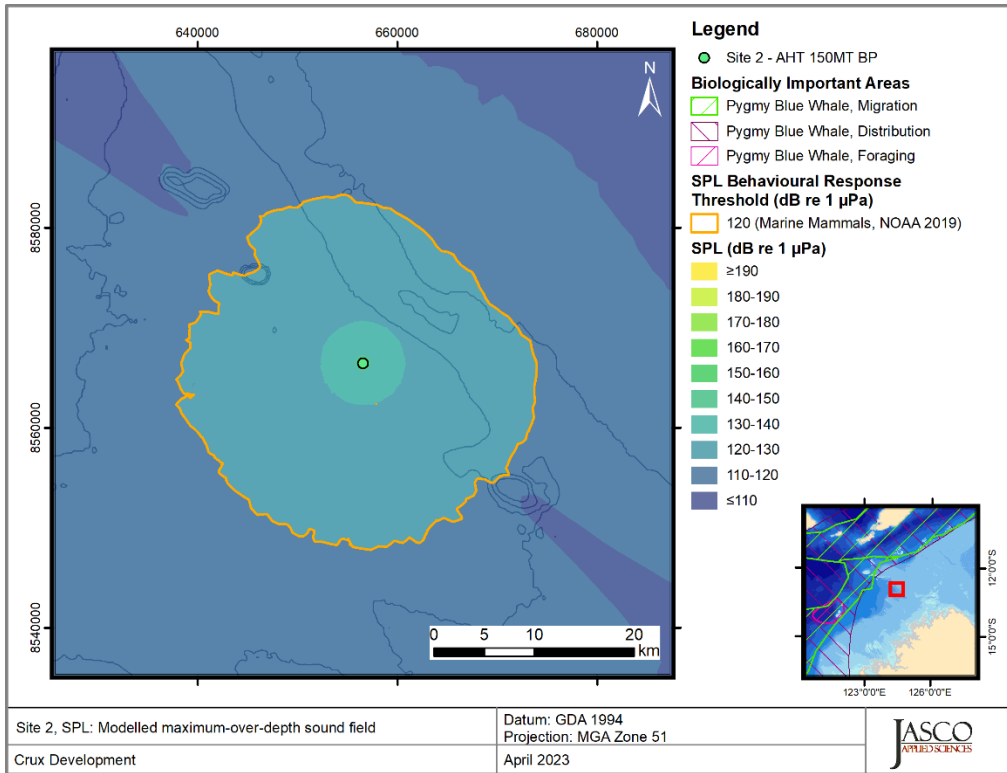 640000
660000
680000
8580000
8560000
8540000
N
0
5
10
20
km
Legend
Site 2 - AHT 150MT BP
Biologically Important Areas
Pygmy Blue Whale, Migration
Pygmy Blue Whale, Distribution
Pygmy Blue Whale, Foraging
SPL Behavioural Response
Threshold (dB re 1 µPa)
120 (Marine Mammals, NOAA 2019)
SPL (dB re 1 µPa)
≥190
180-190
170-180
160-170
150-160
140-150
130-140
120-130
110-120
≤110
12°0'0"S
15°0'0"S
123°0'0"E
126°0'0"E
Site 2, SPL: Modelled maximum-over-depth sound field
Datum: GDA 1994
Projection: MGA Zone 51
Crux Development
April 2023
JASCO
APPLIED SCIENCES